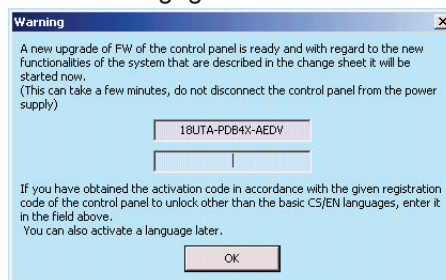 Warning
A new upgrade of FW of the control panel is ready and with regard to the new
functionalities of the system that are described in the change sheet it will be
started now.
(This can take a few minutes, do not disconnect the control panel from the power
supply)
18UTA-PDB4X-AEDV
If you have obtained the activation code in accordance with the given registration
code of the control panel to unlock other than the basic CS/EN languages, enter it
in the field above.
You can also activate a language later.
OK